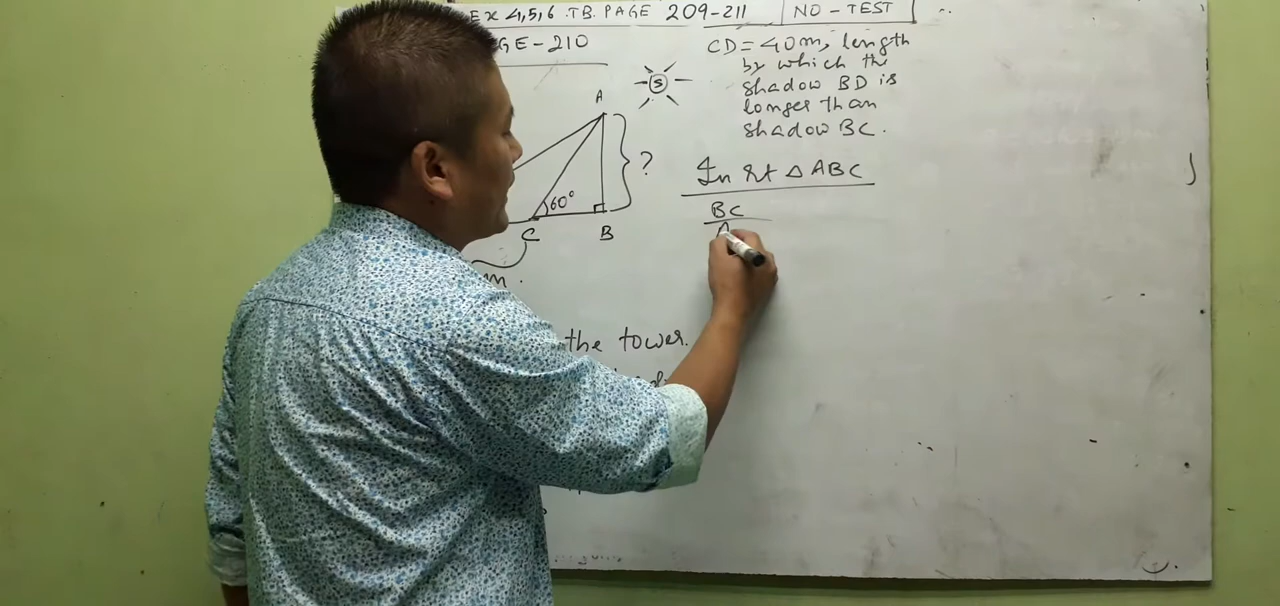 Ex 4,5,6 .TB. PAGE 209-211 NO - TEST
GE-210
CD = 40m, length
by which the
shadow BD is
longer than
shadow BC.
S
A
?
60°
C B
m.
In rt △ ABC
BC
the tower.